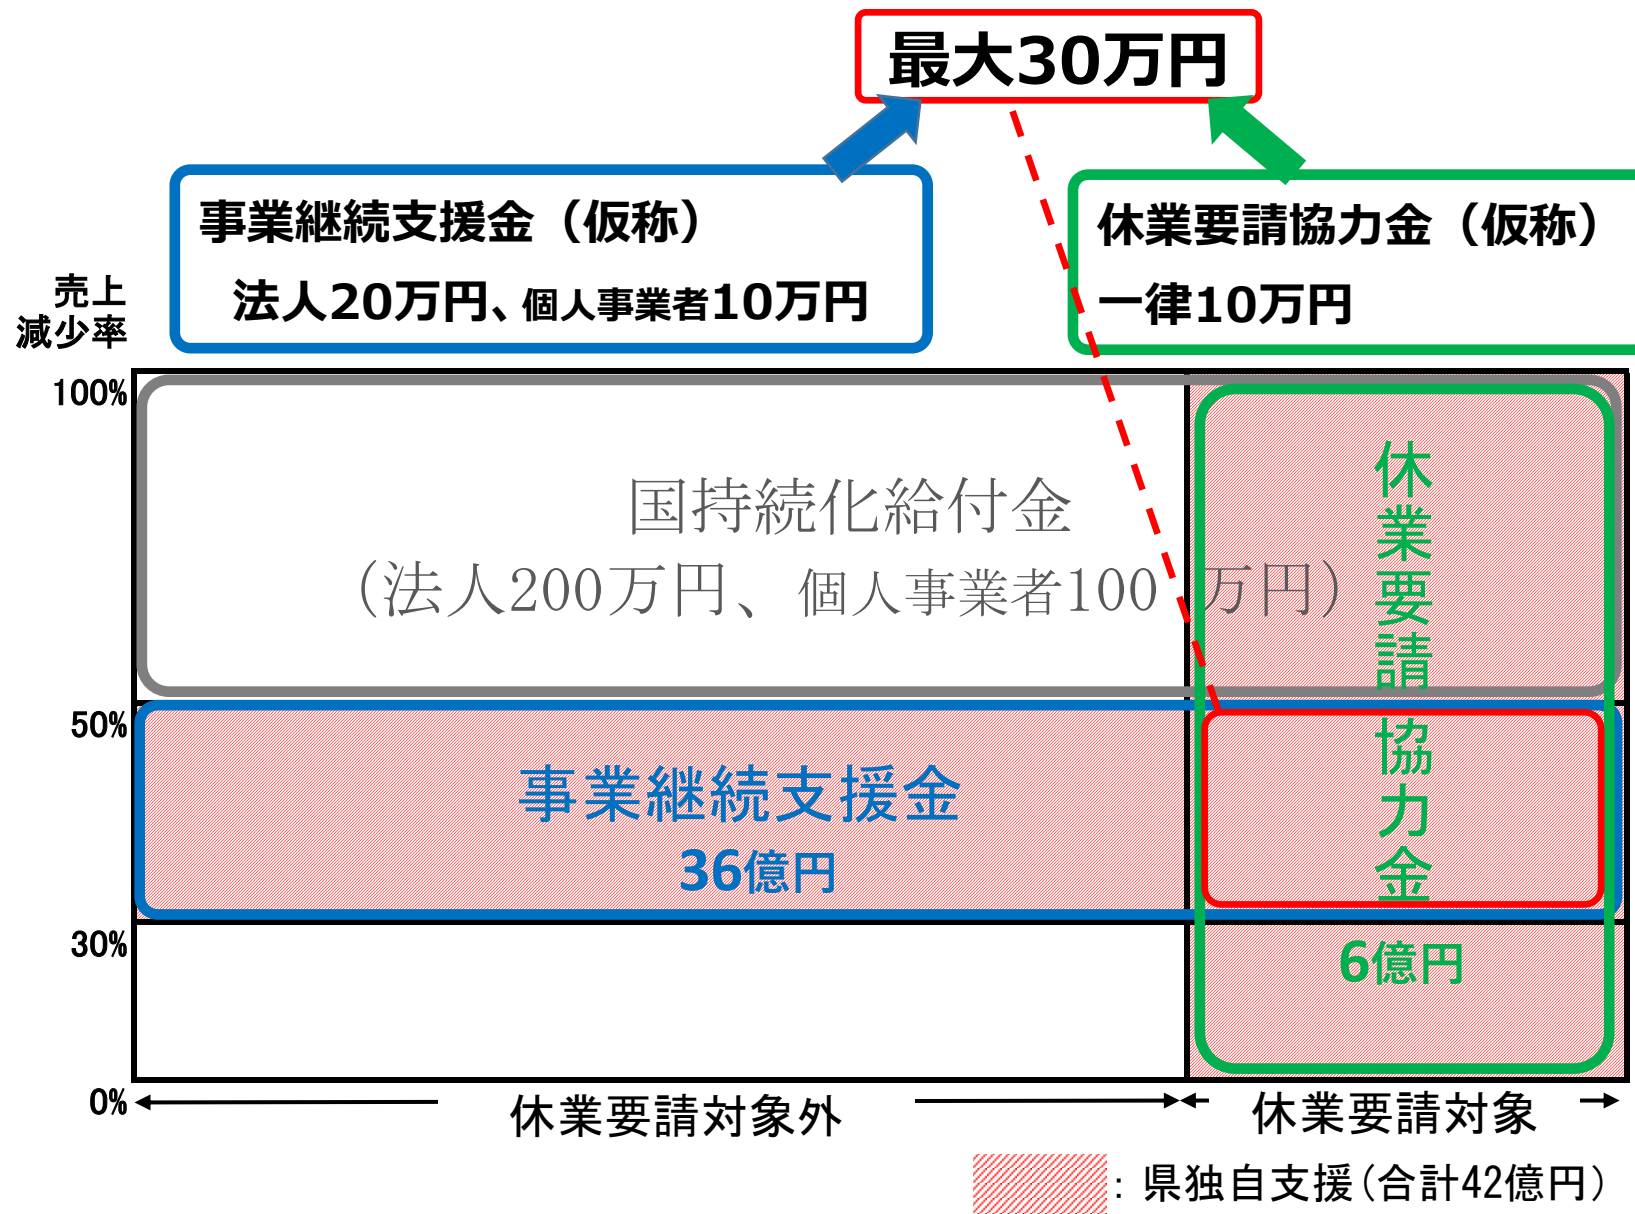 最大30万円
事業継続支援金（仮称）
法人20万円、個人事業者10万円
休業要請協力金（仮称）
一律10万円
売上
減少率
100%
国持続化給付金
（法人200万円、個人事業者100 万円）
休業要請協力金
50%
事業継続支援金
36億円
30%
6億円
0%
休業要請対象外
休業要請対象
：県独自支援（合計42億円）